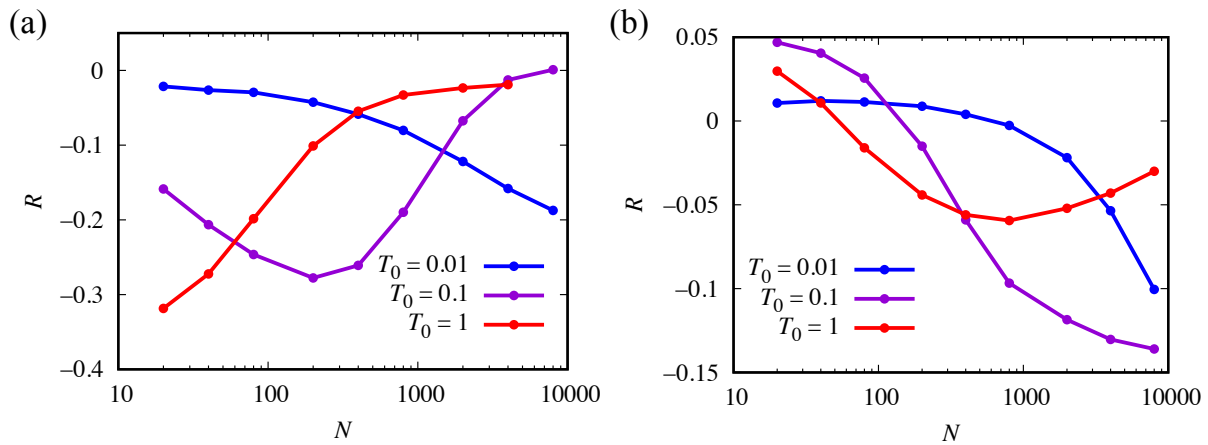 (a)
0
–0.1
–0.2
–0.3
–0.4
R
10
100
1000
10000
N
T0 = 0.01
T0 = 0.1
T0 = 1
(b)
0.05
0
–0.05
–0.1
–0.15
R
10
100
1000
10000
N
T0 = 0.01
T0 = 0.1
T0 = 1